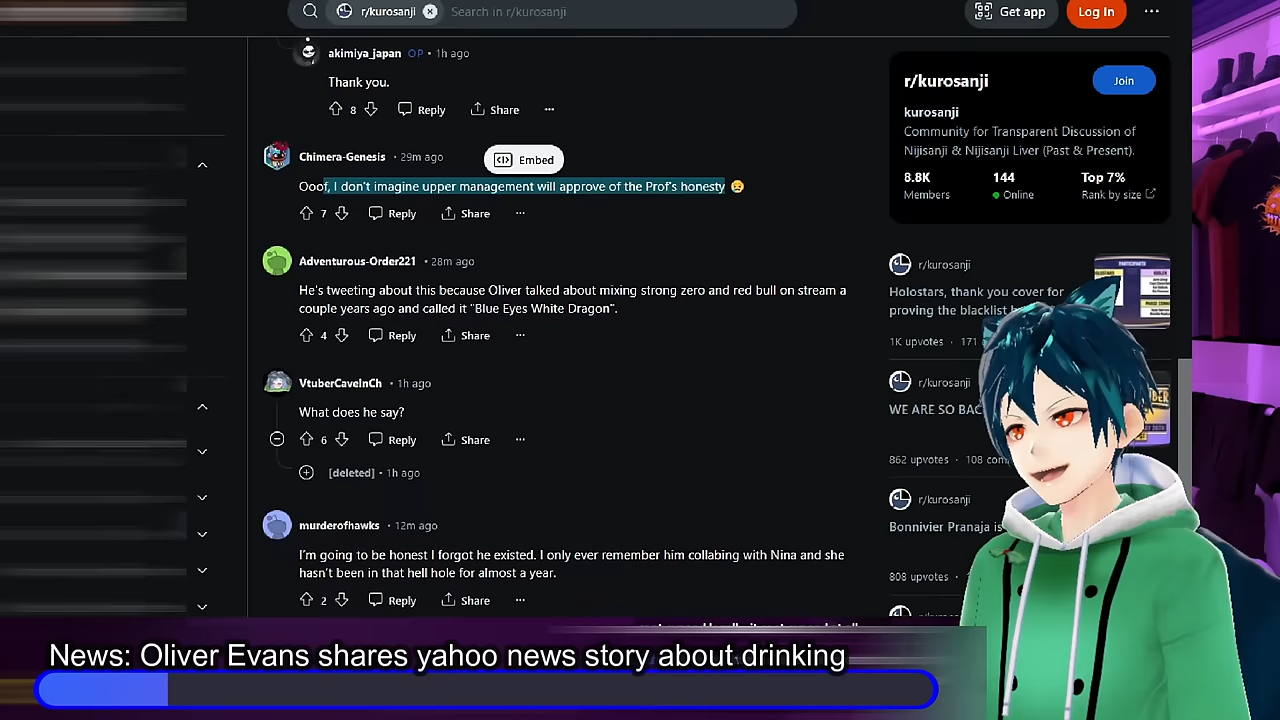 r/kurosanji
Search in r/kurosanji
Get app
Log In
akimiya_japan OP • 1h ago
Thank you.
8 Reply Share
Chimera-Genesis • 29m ago
Embed
Ooof, I don't imagine upper management will approve of the Prof's honesty 😥
7 Reply Share
Adventurous-Order221 • 28m ago
He's tweeting about this because Oliver talked about mixing strong zero and red bull on stream a
couple years ago and called it "Blue Eyes White Dragon".
4 Reply Share
VtuberCaveInCh • 1h ago
What does he say?
6 Reply Share
[deleted] • 1h ago
murderofhawks • 12m ago
I'm going to be honest I forgot he existed. I only ever remember him collabing with Nina and she
hasn't been in that hell hole for almost a year.
2 Reply Share
r/kurosanji
Join
kurosanji
Community for Transparent Discussion of
Nijisanji & Nijisanji Liver (Past & Present).
8.8K 144 Top 7%
Members Online Rank by size
r/kurosanji
Holostars, thank you cover for
proving the blacklist
1K upvotes · 171
r/kurosanji
WE ARE SO
862 upvotes · 108
r/kurosanji
Bonnivier Pranaja is
808 upvotes ·
News: Oliver Evans shares yahoo news story about drinking